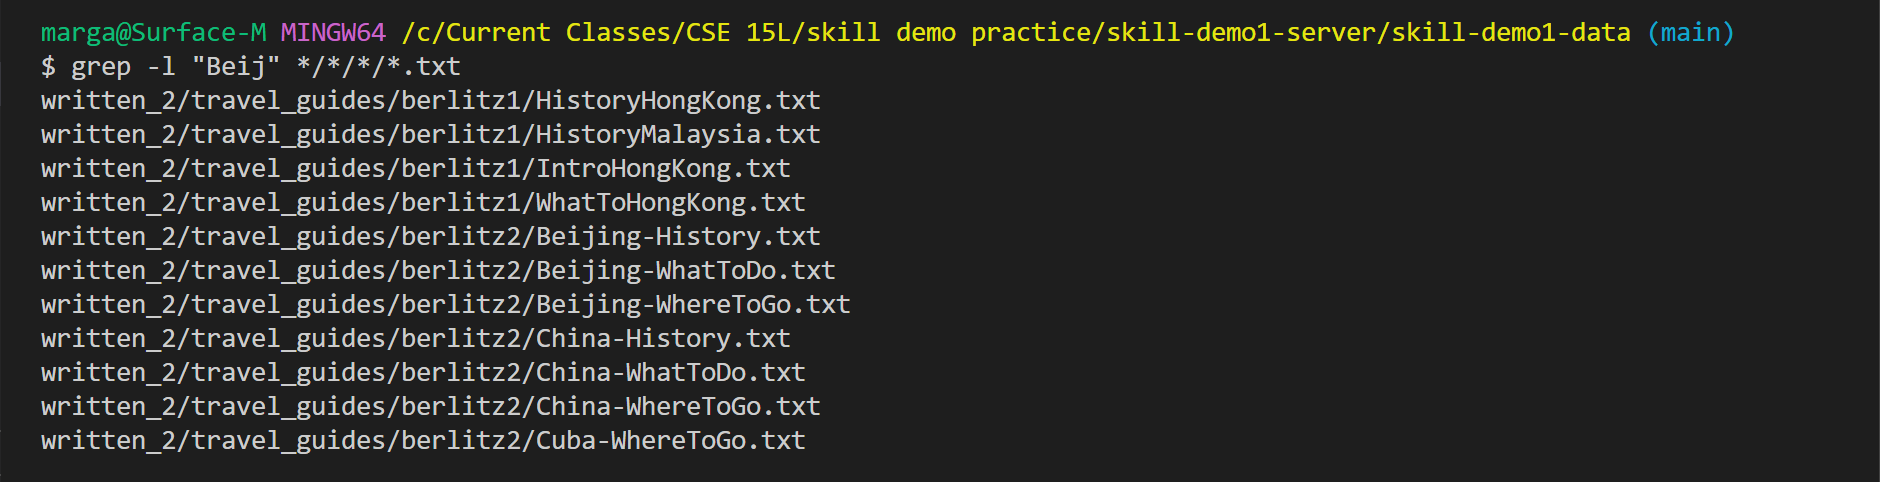 marga@Surface-M MINGW64 /c/Current Classes/CSE 15L/skill demo practice/skill-demo1-server/skill-demo1-data (main)
$ grep -l "Beij" */*/*/*.txt
written_2/travel_guides/berlitz1/HistoryHongKong.txt
written_2/travel_guides/berlitz1/HistoryMalaysia.txt
written_2/travel_guides/berlitz1/IntroHongKong.txt
written_2/travel_guides/berlitz1/WhatToHongKong.txt
written_2/travel_guides/berlitz2/Beijing-History.txt
written_2/travel_guides/berlitz2/Beijing-WhatToDo.txt
written_2/travel_guides/berlitz2/Beijing-WhereToGo.txt
written_2/travel_guides/berlitz2/China-History.txt
written_2/travel_guides/berlitz2/China-WhatToDo.txt
written_2/travel_guides/berlitz2/China-WhereToGo.txt
written_2/travel_guides/berlitz2/Cuba-WhereToGo.txt